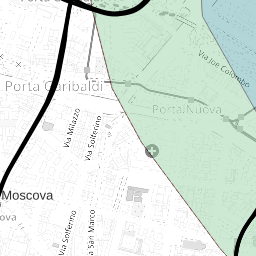 Porta Garibaldi
Porta Nuova
Via Joe Colombo
Via Milazzo
Via Solferino
Moscova
Via Solferino
Via San Marco